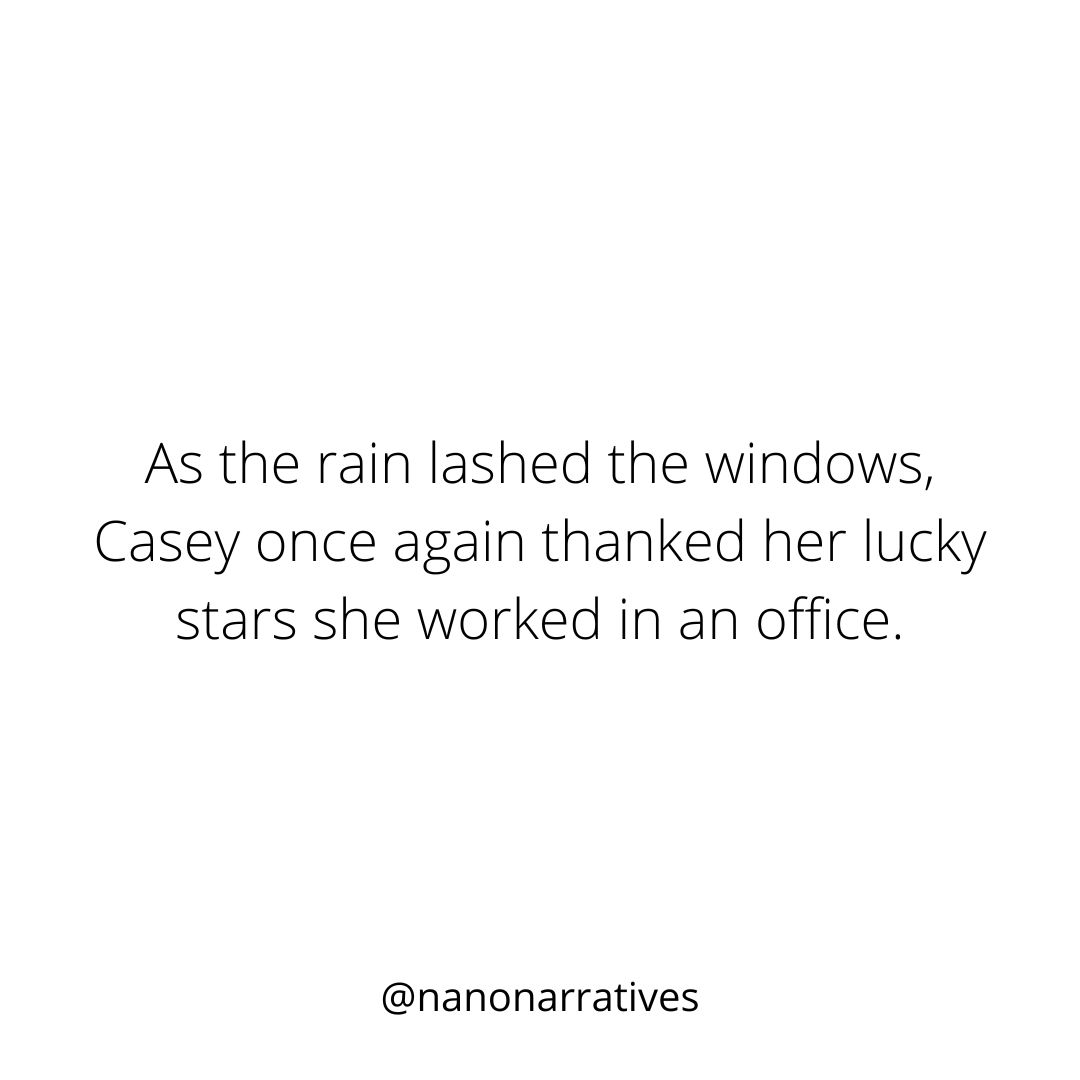 As the rain lashed the windows,
Casey once again thanked her lucky
stars she worked in an office.
@nanonarratives